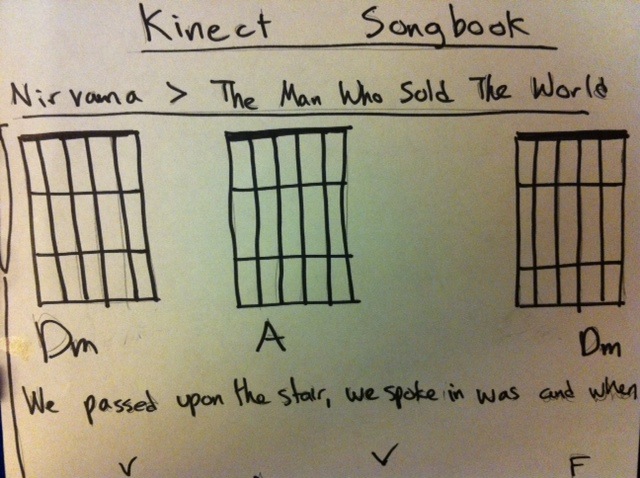 Kinect Songbook
Nirvana > The Man Who Sold The World
Dm A Dm
We passed upon the stair, we spoke in was and when
V V F